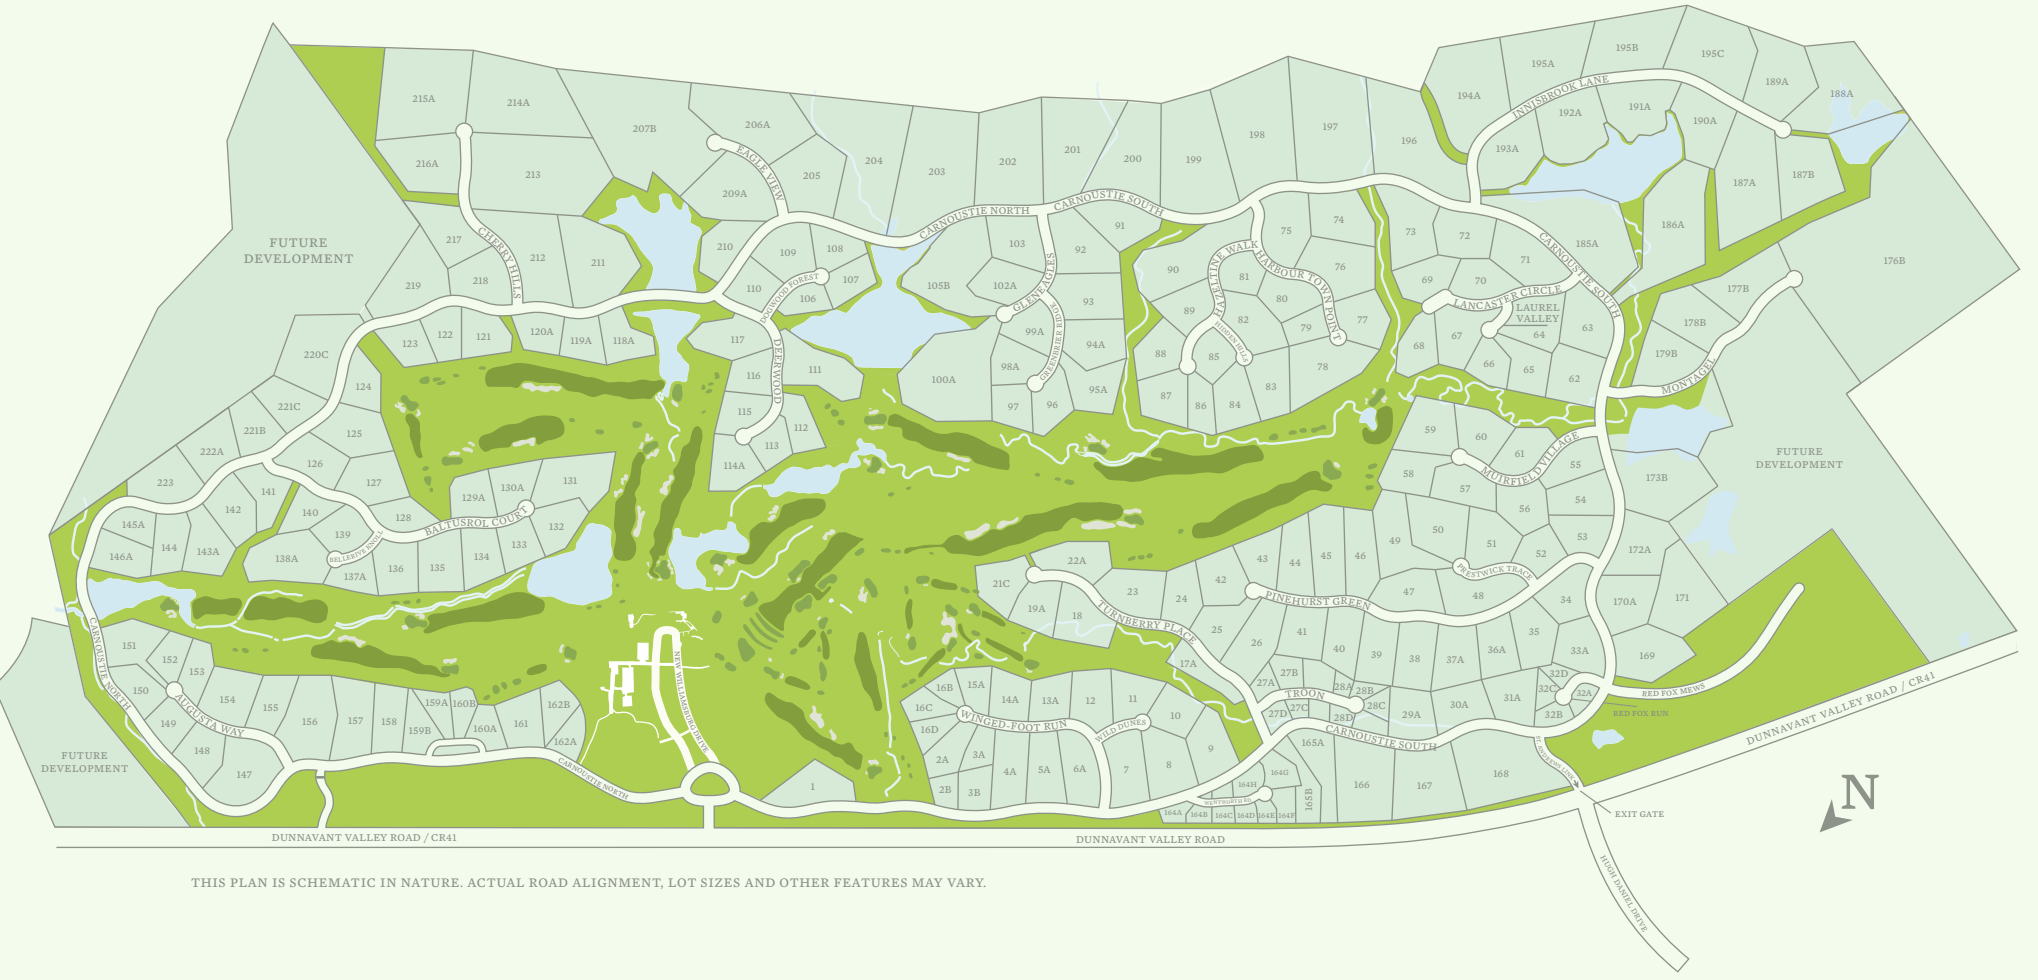 195B
195C
195A
189A
188A
194A
INNISBROOK LANE
192A
191A
190A
193A
215A
214A
207B
206A
216A
213
EAGLE VIEW
209A
205
204
203
202
201
200
199
198
197
196
187A
187B
186A
185A
176B
FUTURE
DEVELOPMENT
217
CHERRY HILLS
212
211
218
219
210
109
108
107
110
106
DOGWOOD FOREST
CARNOUSTIE NORTH
CARNOUSTIE SOUTH
103
92
91
105B
102A
GLENEAGLES
93
99A
GREENBRIER RIDGE
94A
98A
95A
100A
97
96
90
HAZELTINE WALK
75
74
HARBOUR TOWN POINT
81
76
80
89
82
79
77
HIDDEN HILLS
88
85
78
83
87
86
84
73
72
71
CARNOUSTIE SOUTH
69
70
LANCASTER CIRCLE
LAUREL
VALLEY
68
67
64
63
66
65
62
177B
178B
179B
MONTAGEL
220C
123
122
121
120A
119A
118A
117
116
111
DEERWOOD
115
112
113
114A
124
221C
221B
125
222A
126
223
127
141
142
140
128
129A
130A
131
BALTUSROL COURT
132
133
134
135
136
137A
138A
139
BELLERIVE KNOLL
145A
144
143A
146A
59
60
61
MUIRFIELD VILLAGE
55
58
57
54
56
53
50
51
52
49
PRESTWICK TRACE
173B
FUTURE
DEVELOPMENT
172A
171
170A
169
22A
21C
23
24
19A
18
TURNBERRY PLACE
17A
25
42
43
44
45
46
47
48
PINEHURST GREEN
26
41
40
39
38
37A
36A
35
34
33A
27B
27A
TROON
28A
28B
28C
27C
27D
28D
29A
30A
31A
32D
32C
32A
32B
RED FOX MEWS
RED FOX RUN
CARNOUSTIE NORTH
151
152
153
150
AUGUSTA WAY
149
148
147
154
155
156
157
158
159A
160B
159B
160A
161
162B
162A
CARNOUSTIE NORTH
NEW WILLIAMSBURG DRIVE
FUTURE
DEVELOPMENT
16B
15A
14A
13A
12
11
16C
16D
WINGED-FOOT RUN
WILD DUNES
10
9
2A
3A
4A
5A
6A
7
8
2B
3B
1
CARNOUSTIE SOUTH
165A
164G
164H
WENTWORTH RD
165B
164A
164B
164C
164D
164E
164F
166
167
168
ST. ANDREWS LINK
EXIT GATE
DUNNAVANT VALLEY ROAD / CR41
HUGH DANIEL DRIVE
N
DUNNAVANT VALLEY ROAD / CR41
DUNNAVANT VALLEY ROAD
THIS PLAN IS SCHEMATIC IN NATURE. ACTUAL ROAD ALIGNMENT, LOT SIZES AND OTHER FEATURES MAY VARY.